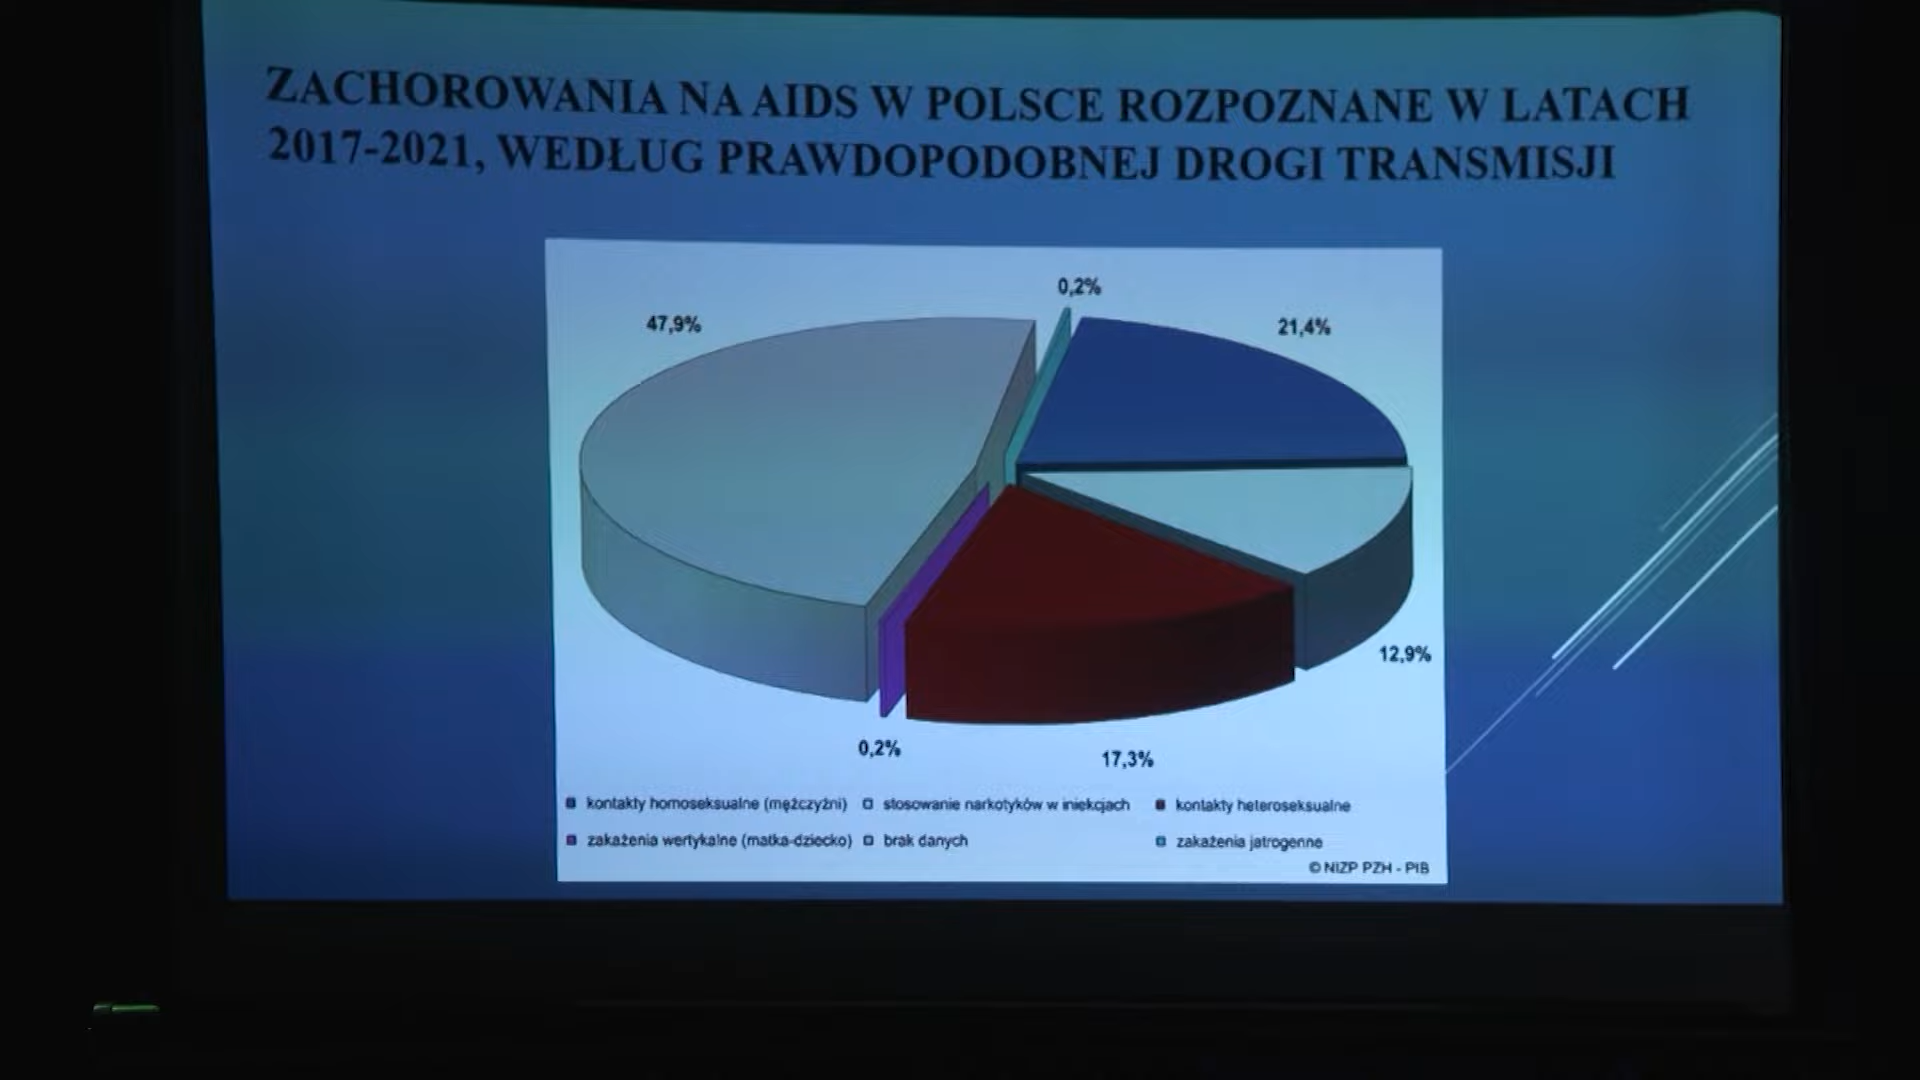 ZACHOROWANIA NA AIDS W POLSCE ROZPOZNANE W LATACH
2017-2021, WEDŁUG PRAWDOPODOBNEJ DROGI TRANSMISJI
0,2%
47,9%
21,4%
12,9%
0,2%
17,3%
kontakty homoseksualne (mężczyźni) stosowanie narkotyków w iniekcjach kontakty heteroseksualne
zakażenia wertykalne (matka-dziecko) brak danych zakażenia jatrogenne
© NIZP PZH - PIB